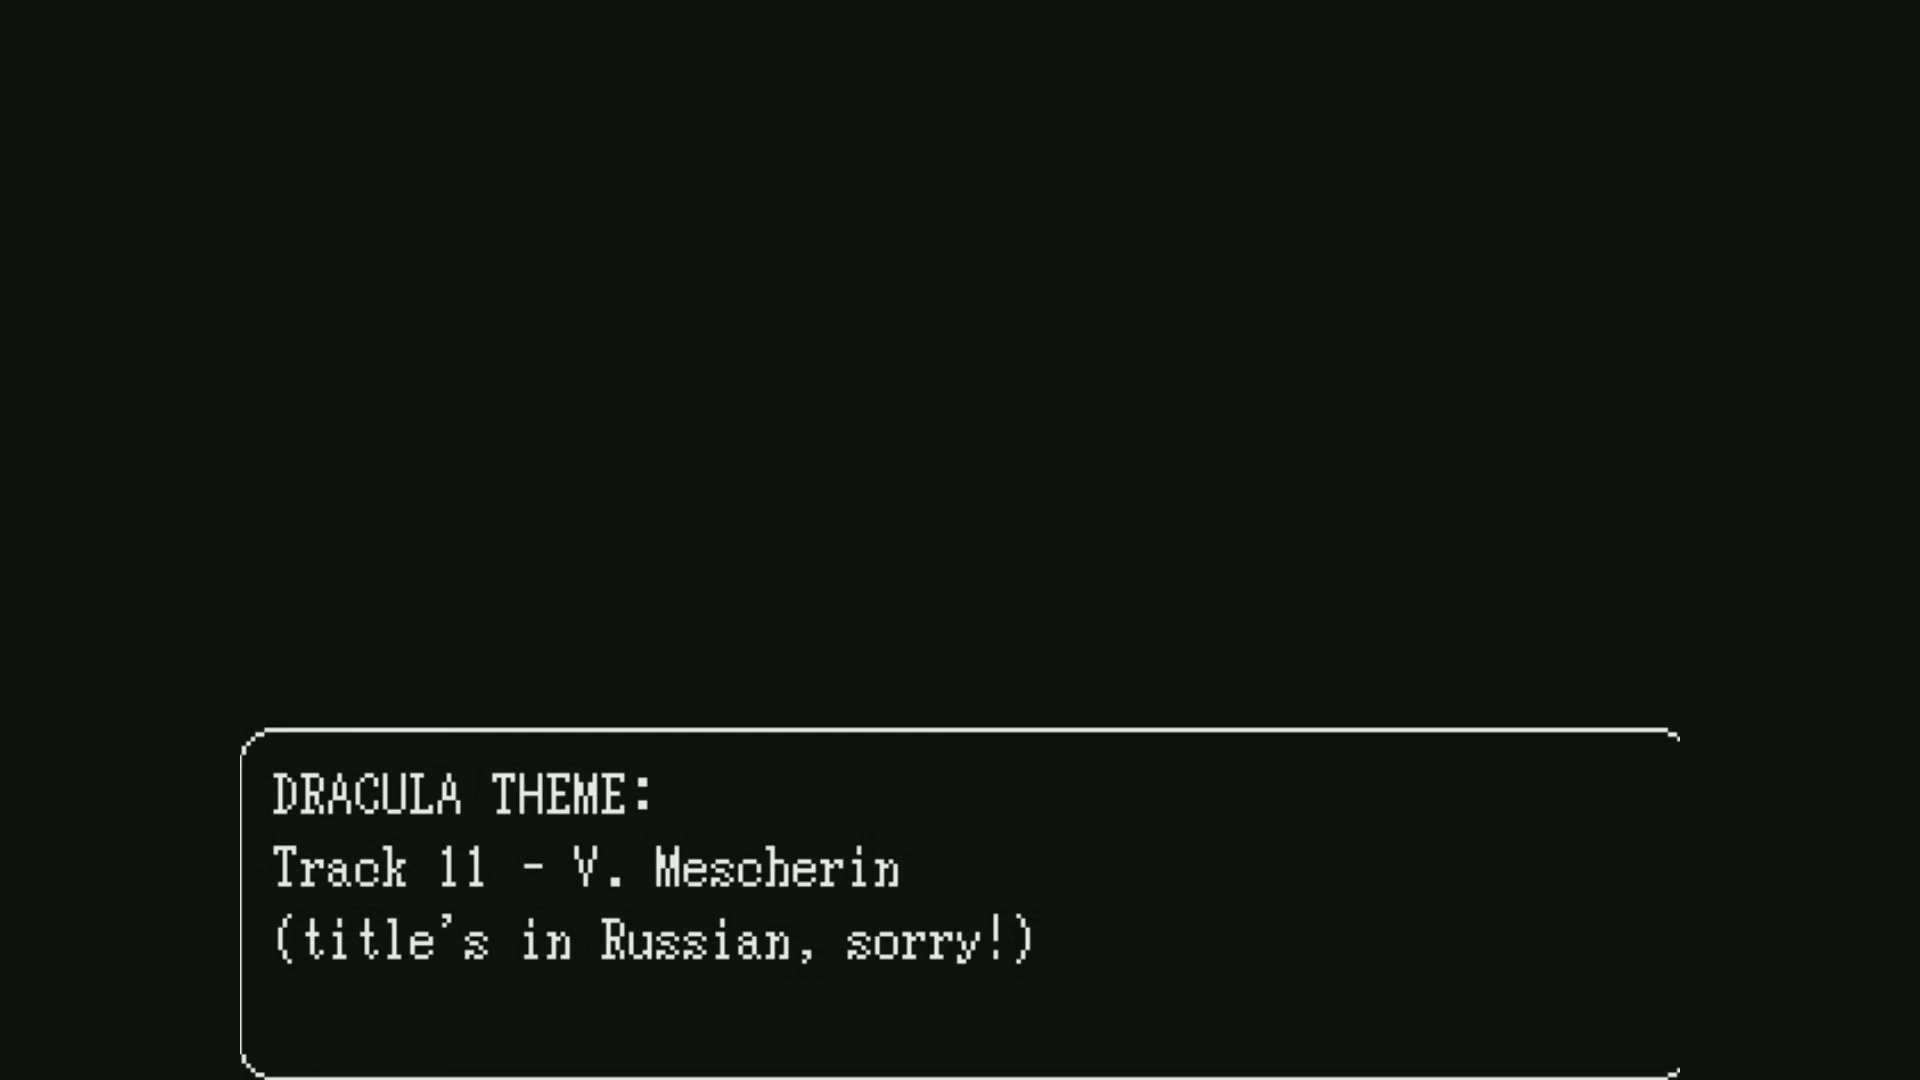 DRACULA THEME:
Track 11 - V. Mescherin
(title's in Russian, sorry!)